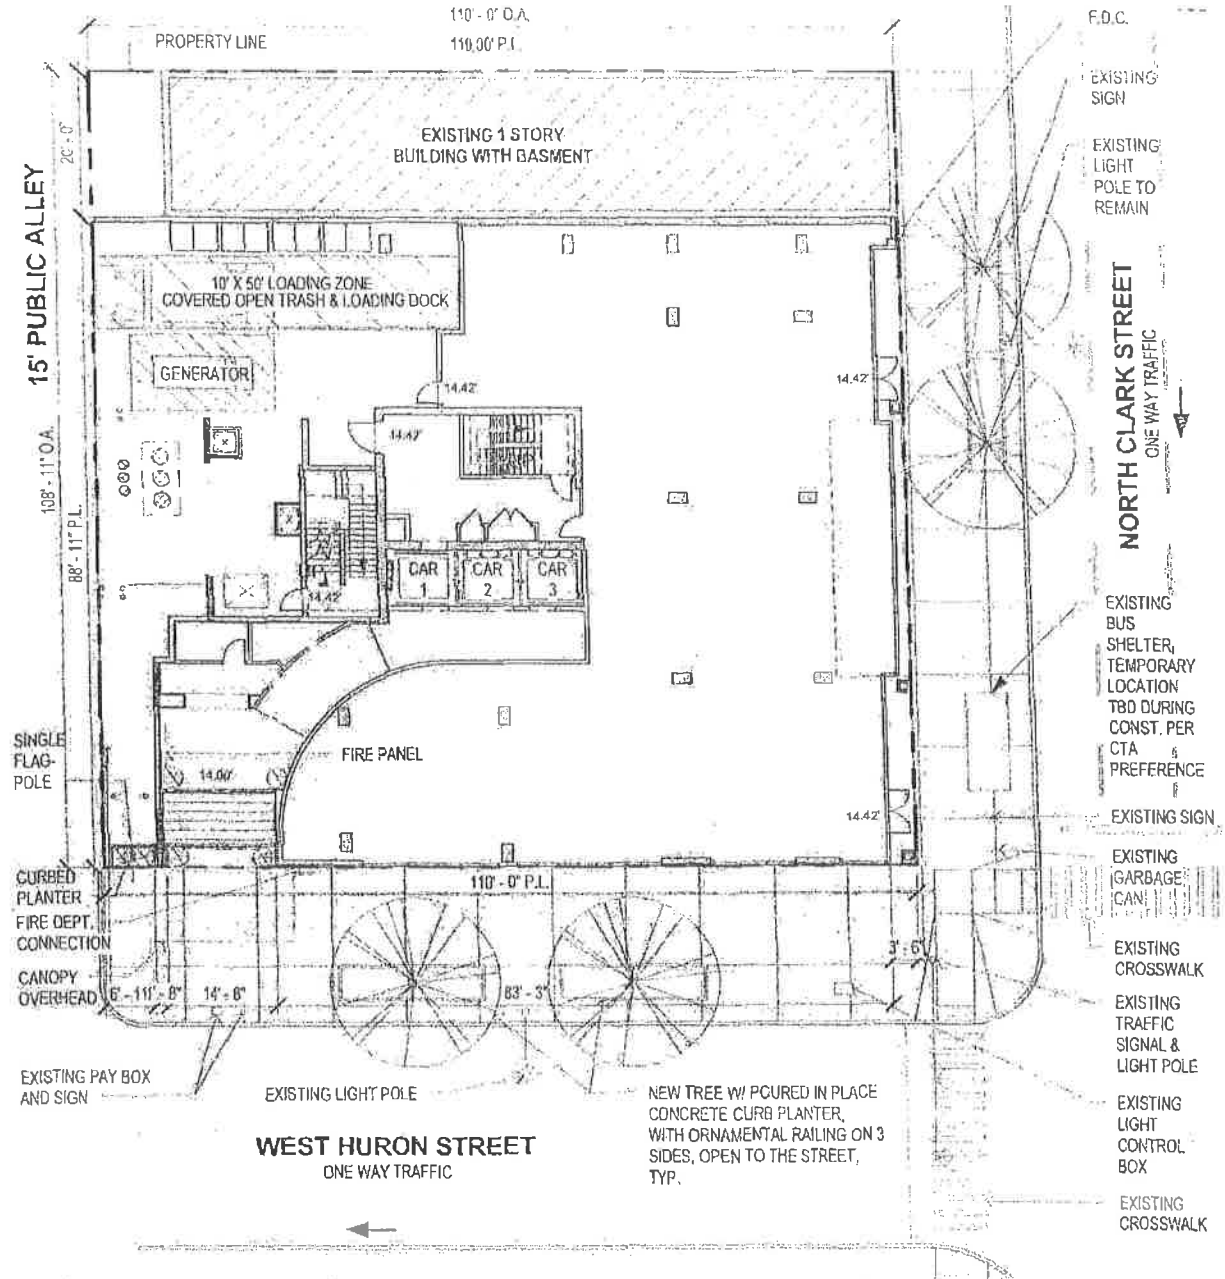 110' - 0" O.A.
110.00' P.L.
PROPERTY LINE
F.D.C.
EXISTING
SIGN
EXISTING
LIGHT
POLE TO
REMAIN
20' - 0"
EXISTING 1 STORY
BUILDING WITH BASMENT
15' PUBLIC ALLEY
10' X 50' LOADING ZONE
COVERED OPEN TRASH & LOADING DOCK
GENERATOR
14.42'
14.42'
14.42'
NORTH CLARK STREET
ONE WAY TRAFFIC
108' - 11" O.A.
88' - 11" P.L.
CAR
1
CAR
2
CAR
3
14.42'
EXISTING
BUS
SHELTER,
TEMPORARY
LOCATION
TBD DURING
CONST. PER
CTA
PREFERENCE
SINGLE
FLAG-
POLE
FIRE PANEL
14.00'
14.42'
EXISTING SIGN
EXISTING
GARBAGE
CAN
CURBED
PLANTER
FIRE DEPT.
CONNECTION
CANOPY
OVERHEAD
110' - 0" P.L.
3' - 6"
14' - 8"
83' - 3"
EXISTING
CROSSWALK
EXISTING
TRAFFIC
SIGNAL &
LIGHT POLE
EXISTING PAY BOX
AND SIGN
EXISTING LIGHT POLE
NEW TREE W/ POURED IN PLACE
CONCRETE CURB PLANTER,
WITH ORNAMENTAL RAILING ON 3
SIDES, OPEN TO THE STREET,
TYP.
EXISTING
LIGHT
CONTROL
BOX
WEST HURON STREET
ONE WAY TRAFFIC
EXISTING
CROSSWALK